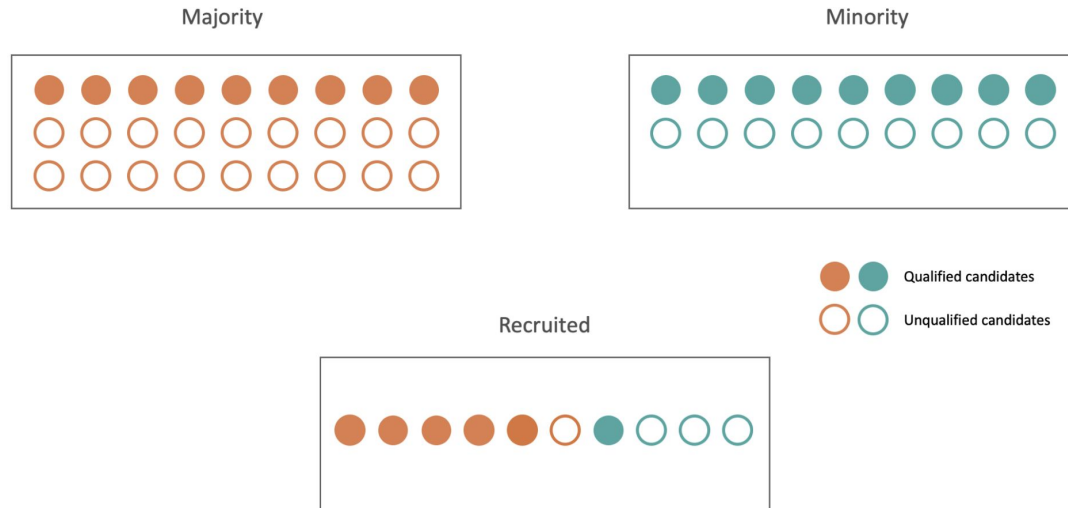 Majority
Minority
Qualified candidates
Unqualified candidates
Recruited